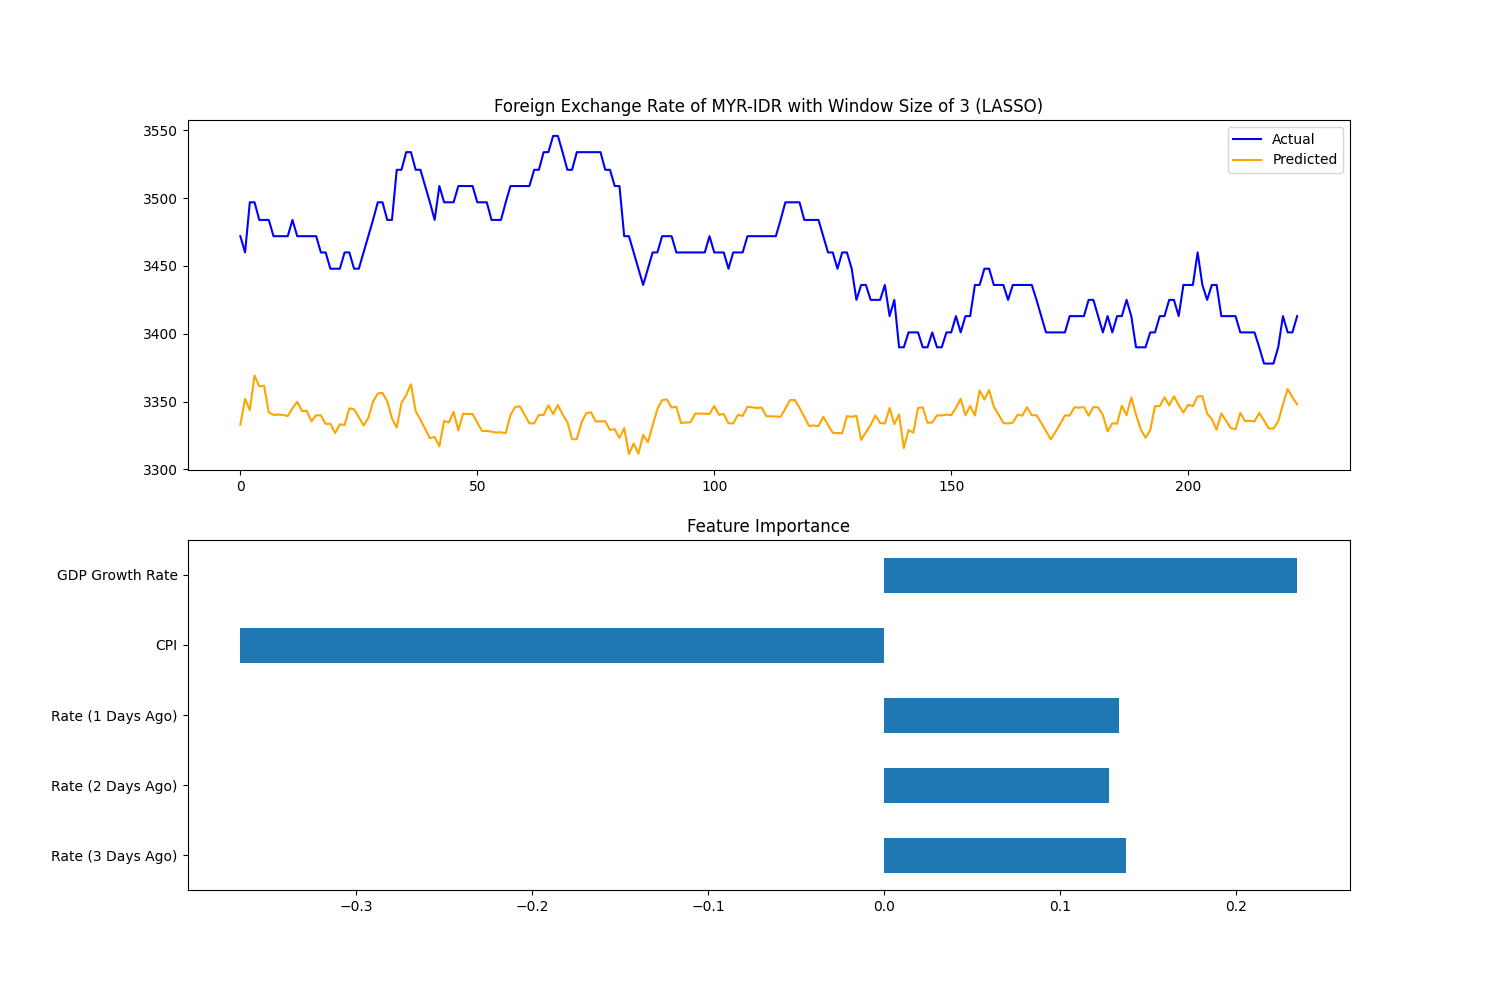 Foreign Exchange Rate of MYR-IDR with Window Size of 3 (LASSO)
3550
3500
3450
3400
3350
3300
Actual
Predicted
0 50 100 150 200
Feature Importance
GDP Growth Rate
CPI
Rate (1 Days Ago)
Rate (2 Days Ago)
Rate (3 Days Ago)
−0.3 −0.2 −0.1 0.0 0.1 0.2